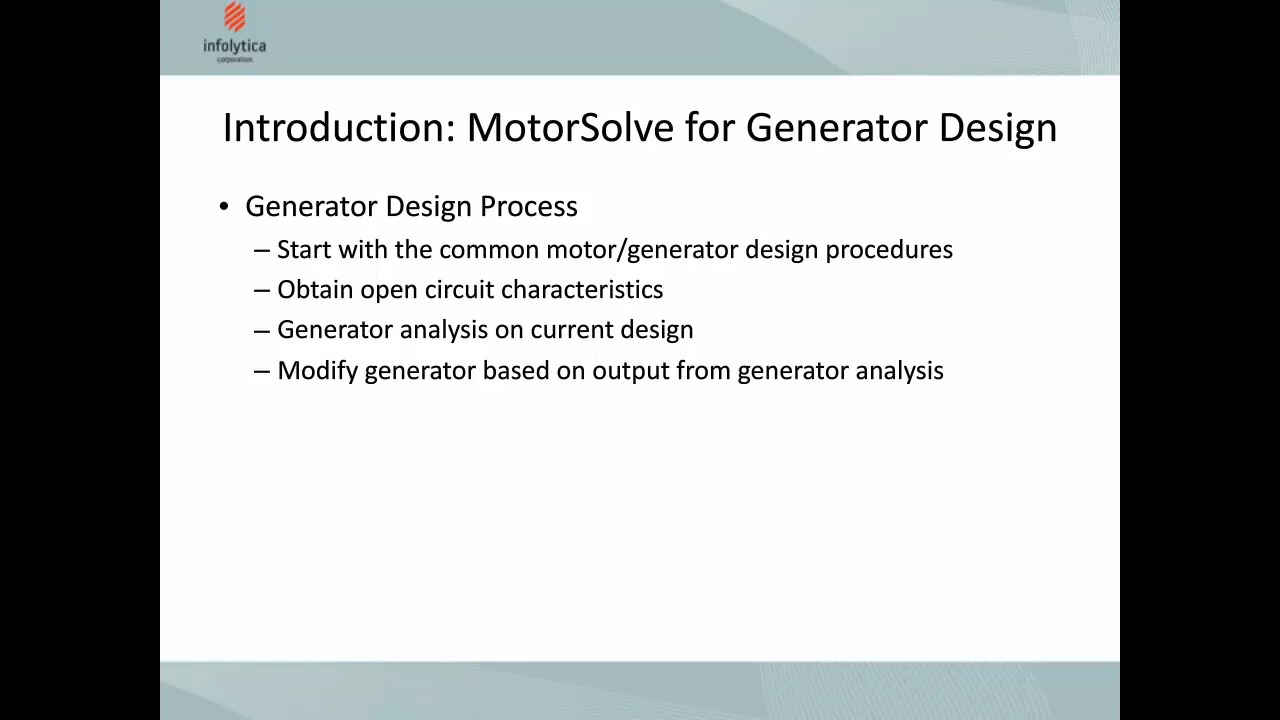 infolytica
corporation
Introduction: MotorSolve for Generator Design
• Generator Design Process
– Start with the common motor/generator design procedures
– Obtain open circuit characteristics
– Generator analysis on current design
– Modify generator based on output from generator analysis